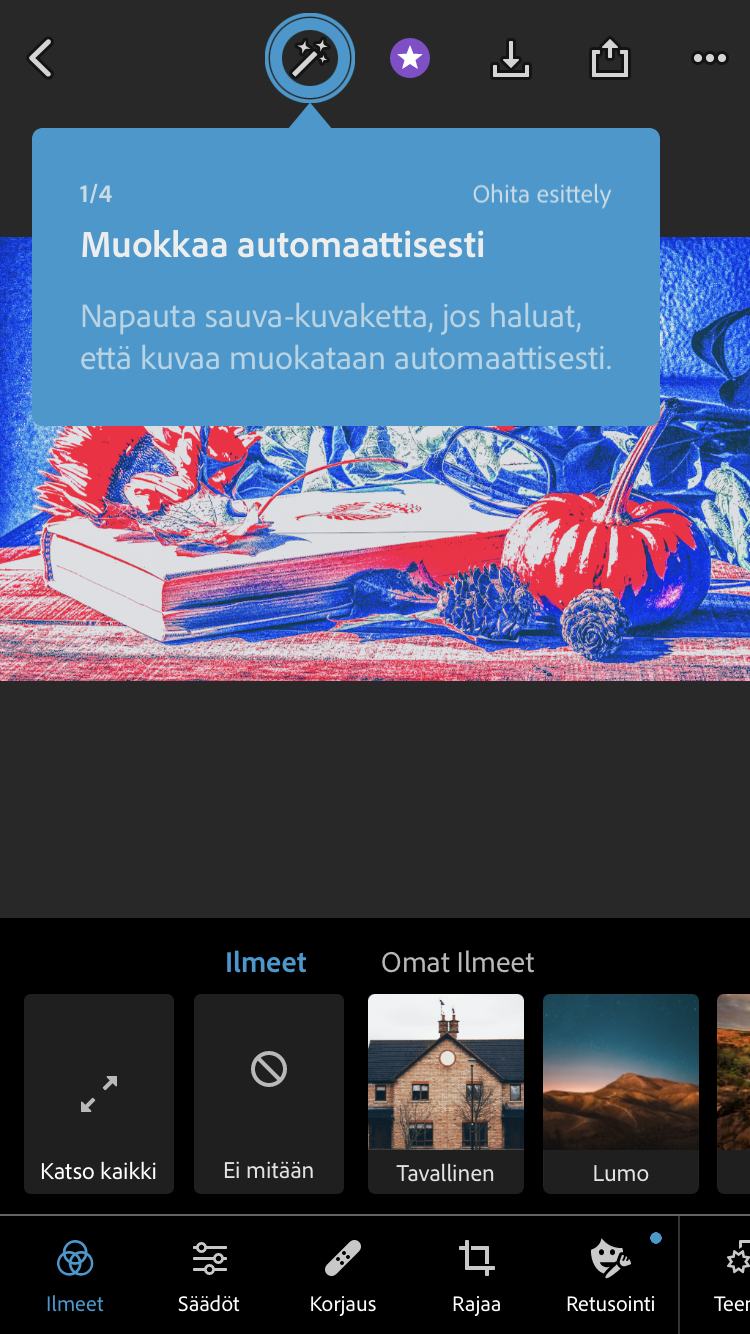 1/4
Ohita esittely
Muokkaa automaattisesti
Napauta sauva-kuvaketta, jos haluat,
että kuvaa muokataan automaattisesti.
Ilmeet
Omat Ilmeet
Katso kaikki
Ei mitään
Tavallinen
Lumo
Ilmeet
Säädöt
Korjaus
Rajaa
Retusointi